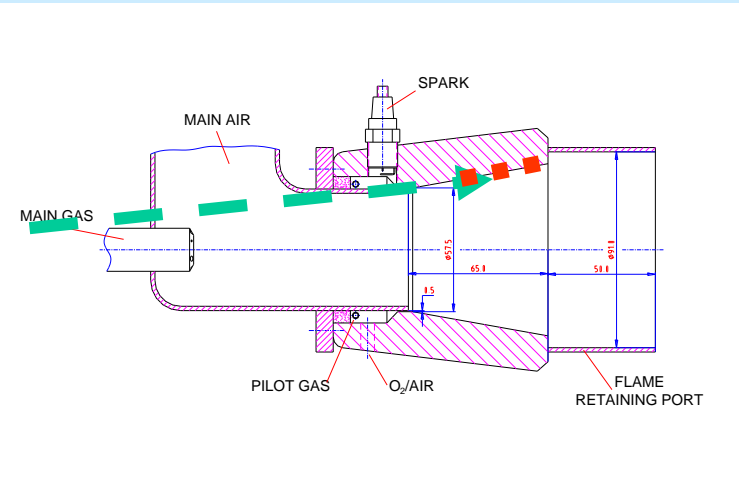 SPARK
MAIN AIR
MAIN GAS
ø57.5
ø91.0
65.0
50.0
0.5
PILOT GAS
O₂/AIR
FLAME
RETAINING PORT